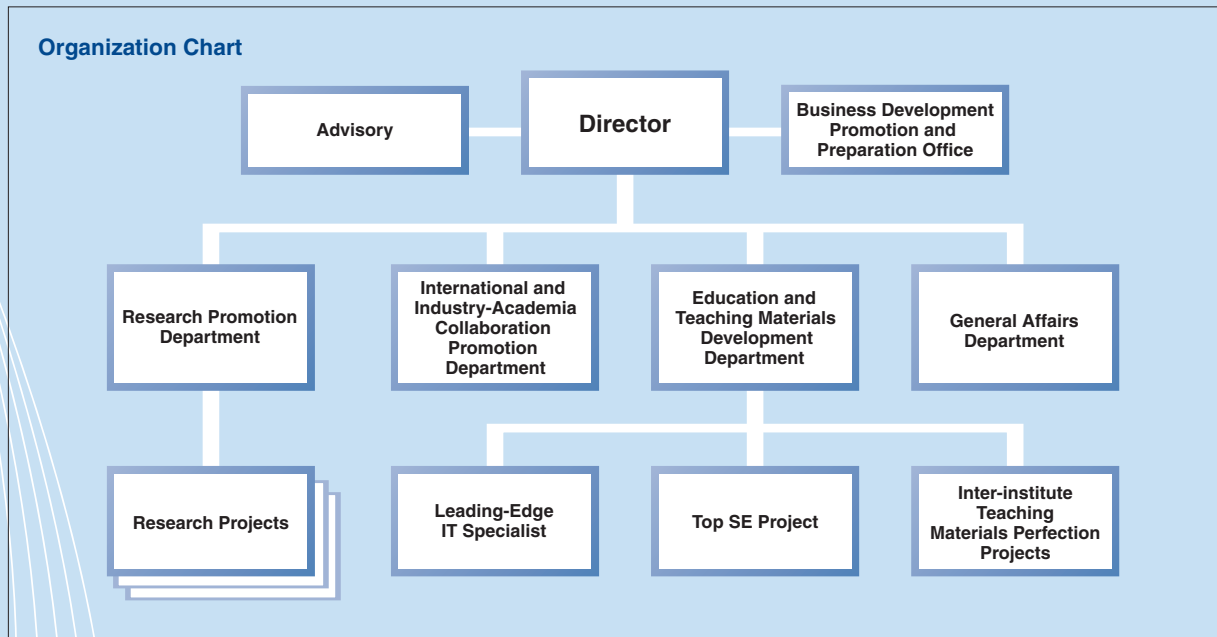 Organization Chart
Advisory
Director
Business Development
Promotion and
Preparation Office
Research Promotion
Department
International and
Industry-Academia
Collaboration
Promotion
Department
Education and
Teaching Materials
Development
Department
General Affairs
Department
Research Projects
Leading-Edge
IT Specialist
Top SE Project
Inter-institute
Teaching
Materials Perfection
Projects